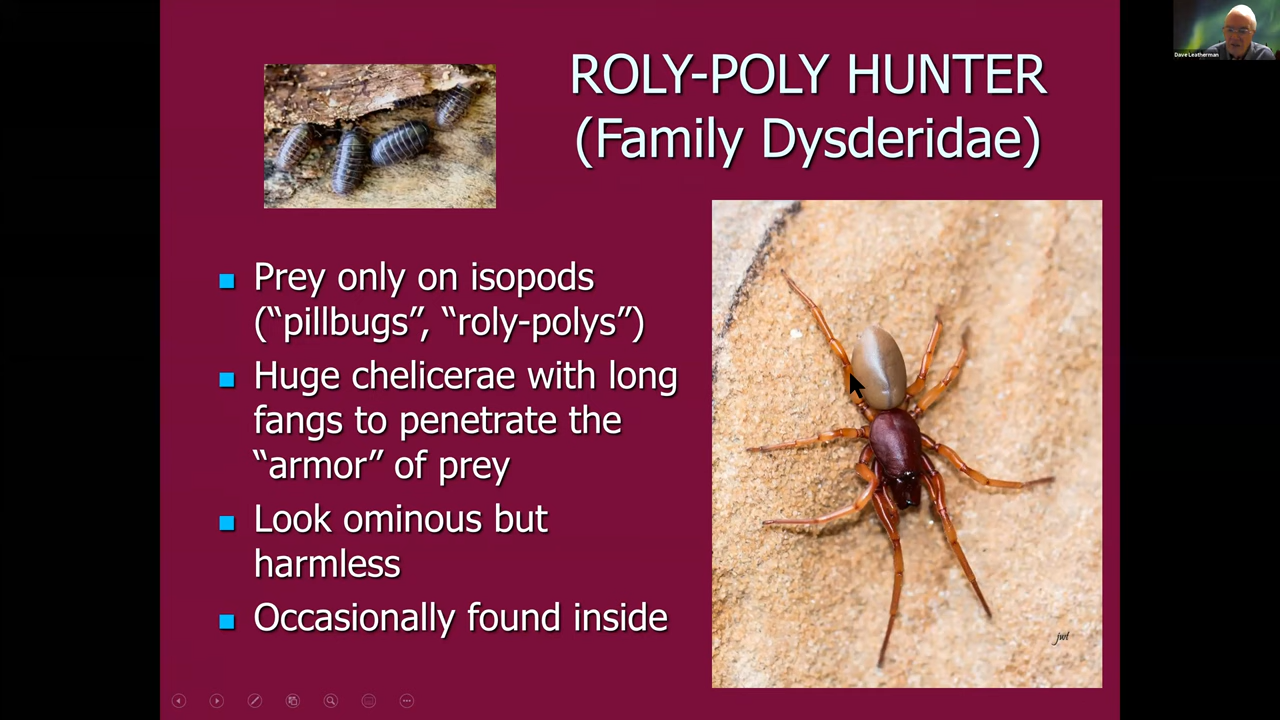 Dave Leatherman
ROLY-POLY HUNTER
(Family Dysderidae)
Prey only on isopods
(“pillbugs”, “roly-polys”)
Huge chelicerae with long
fangs to penetrate the
“armor” of prey
Look ominous but
harmless
Occasionally found inside
jwl